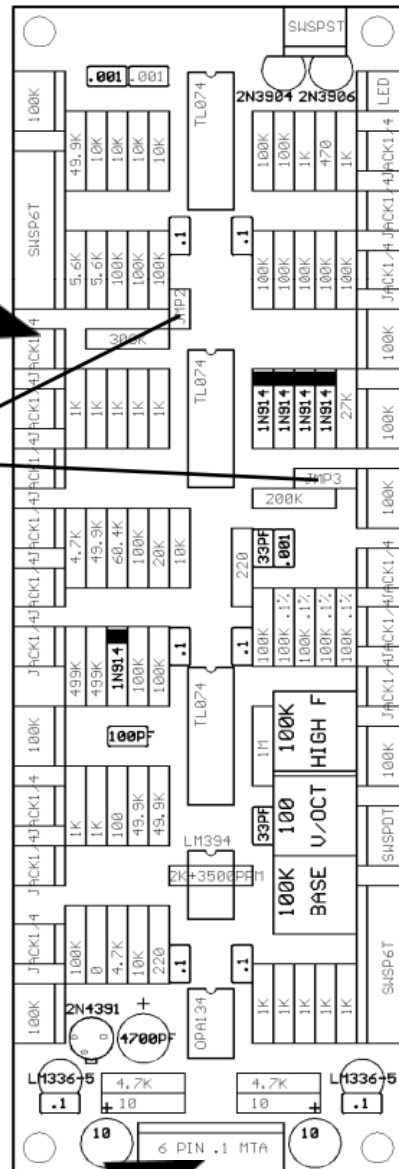 SWSPST
.001 .001
2N3904 2N3906
100K
TL074
LED
49.9K 10K 10K 10K 10K
100K 100K 1K 470 1K
JACK1/4 JACK1/4
SWSP6T
.1 .1
5.6K 5.6K 100K 100K 100K
100K 100K 100K 100K 100K
JACK1/4 JACK1/4
JMP2
300K
JACK1/4
TL074
100K
1K 1K 1K 1K 1K
1N914 1N914 1N914 1N914 27K
JACK1/4
100K
JACK1/4
JMP3
200K
100K
4.7K 49.9K 60.4K 100K 20K 10K
220
33PF .001
JACK1/4
JACK1/4
100K 100K .1% 100K .1% 100K .1% 100K .1%
JACK1/4
499K 499K 1N914 100K 100K
.1 .1
TL074
JACK1/4
100K
100PF
1M
100K HIGH F
100K
1K 1K 100 49.9K 49.9K
33PF
100 V/OCT
SWSPDT
JACK1/4
LM394
2K+3500PPM
100K BASE
JACK1/4
100K 0 4.7K 10K 220
.1 .1
1K 1K 1K 1K 1K
SWSP6T
100K
2N4391
+
4700PF
OPA134
LM336-5
.1
4.7K
10
4.7K
10
LM336-5
.1
+
10
+
10
6 PIN .1 MTA